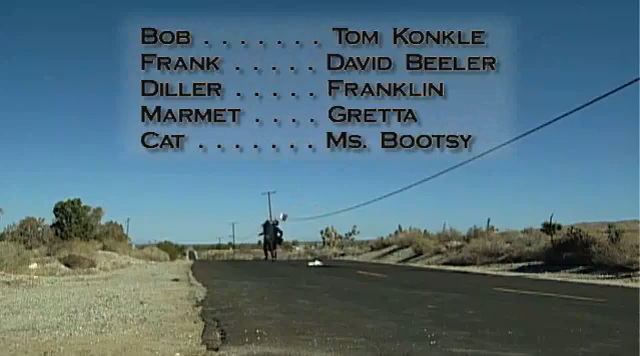 Bob . . . . . . . Tom Konkle
Frank . . . . . David Beeler
Diller . . . . . Franklin
Marmet . . . . Gretta
Cat . . . . . . . Ms. Bootsy